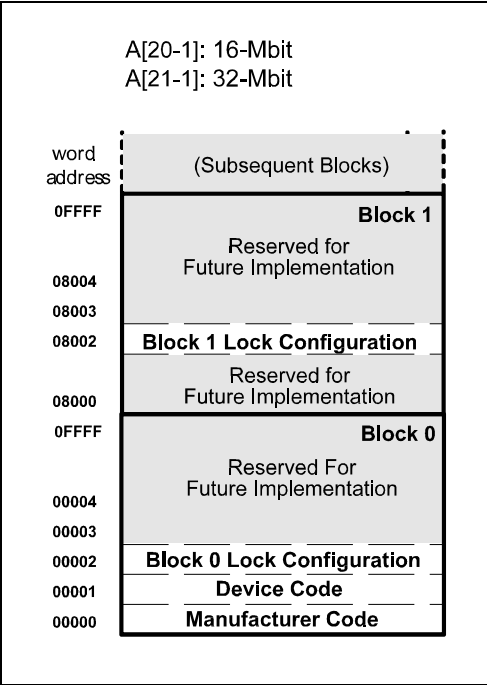 A[20-1]: 16-Mbit
A[21-1]: 32-Mbit
word
address
(Subsequent Blocks)
0FFFF
Block 1
Reserved for
Future Implementation
08004
08003
08002
Block 1 Lock Configuration
Reserved for
Future Implementation
08000
0FFFF
Block 0
Reserved For
Future Implementation
00004
00003
00002
Block 0 Lock Configuration
00001
Device Code
00000
Manufacturer Code